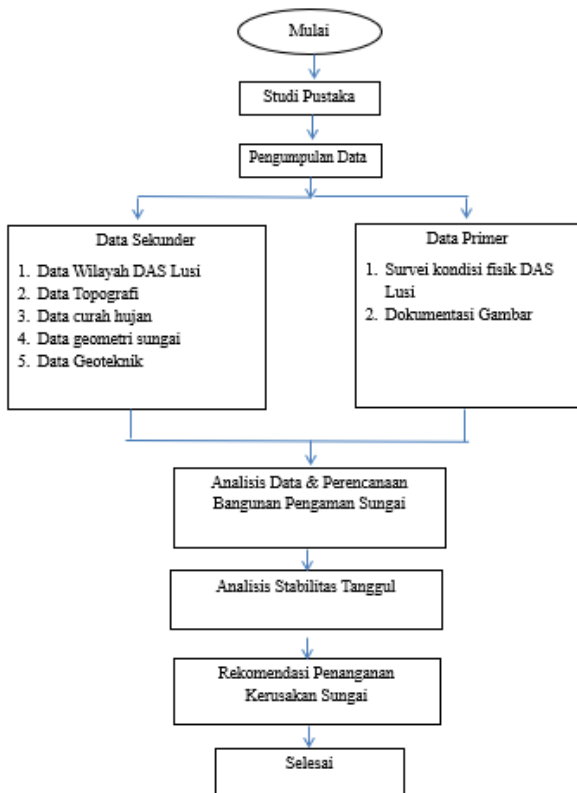 Mulai
Studi Pustaka
Pengumpulan Data
Data Sekunder
1. Data Wilayah DAS Lusi
2. Data Topografi
3. Data curah hujan
4. Data geometri sungai
5. Data Geoteknik
Data Primer
1. Survei kondisi fisik DAS
Lusi
2. Dokumentasi Gambar
Analisis Data & Perencanaan
Bangunan Pengaman Sungai
Analisis Stabilitas Tanggul
Rekomendasi Penanganan
Kerusakan Sungai
Selesai